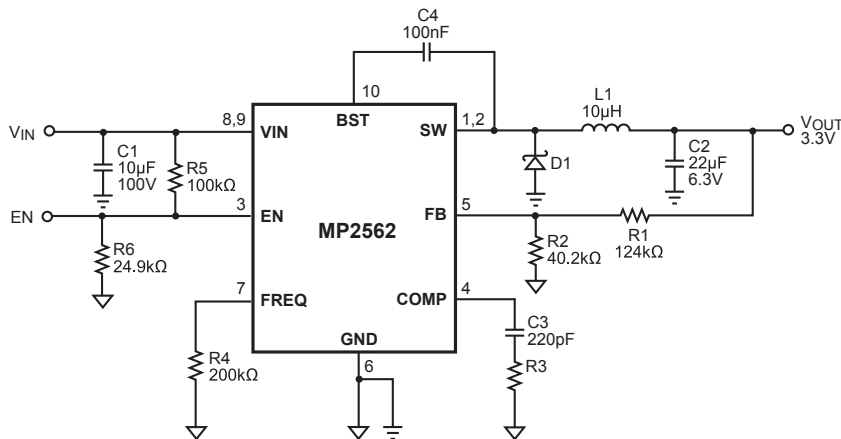 C4
100nF
10
8,9
VIN
BST
SW
1,2
L1
10µH
VIN
VOUT
3.3V
C1
10µF
100V
R5
100kΩ
D1
C2
22µF
6.3V
EN
3
EN
MP2562
FB
5
R1
124kΩ
R6
24.9kΩ
R2
40.2kΩ
7
FREQ
COMP
4
C3
220pF
GND
6
R4
200kΩ
R3